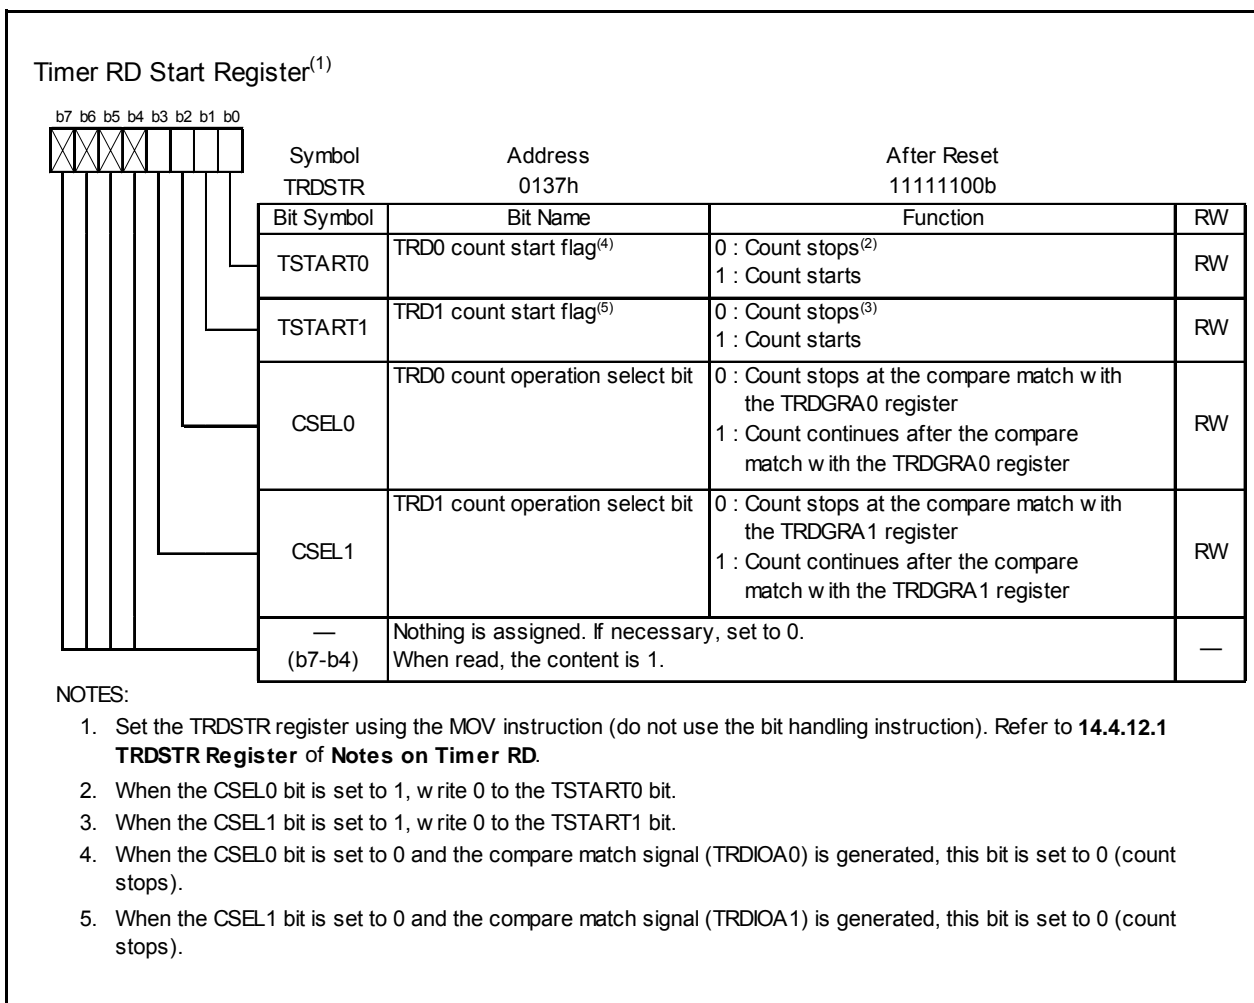 Timer RD Start Register(1)
b7 b6 b5 b4 b3 b2 b1 b0
Symbol Address After Reset
TRDSTR 0137h 11111100b
Bit Symbol Bit Name Function RW
TSTART0 TRD0 count start flag(4) 0 : Count stops(2) RW
1 : Count starts
TSTART1 TRD1 count start flag(5) 0 : Count stops(3) RW
1 : Count starts
CSEL0 TRD0 count operation select bit 0 : Count stops at the compare match with RW
the TRDGRA0 register
1 : Count continues after the compare
match with the TRDGRA0 register
CSEL1 TRD1 count operation select bit 0 : Count stops at the compare match with RW
the TRDGRA1 register
1 : Count continues after the compare
match with the TRDGRA1 register
— Nothing is assigned. If necessary, set to 0. —
(b7-b4) When read, the content is 1.
NOTES:
1. Set the TRDSTR register using the MOV instruction (do not use the bit handling instruction). Refer to 14.4.12.1
TRDSTR Register of Notes on Timer RD.
2. When the CSEL0 bit is set to 1, write 0 to the TSTART0 bit.
3. When the CSEL1 bit is set to 1, write 0 to the TSTART1 bit.
4. When the CSEL0 bit is set to 0 and the compare match signal (TRDIOA0) is generated, this bit is set to 0 (count
stops).
5. When the CSEL1 bit is set to 0 and the compare match signal (TRDIOA1) is generated, this bit is set to 0 (count
stops).